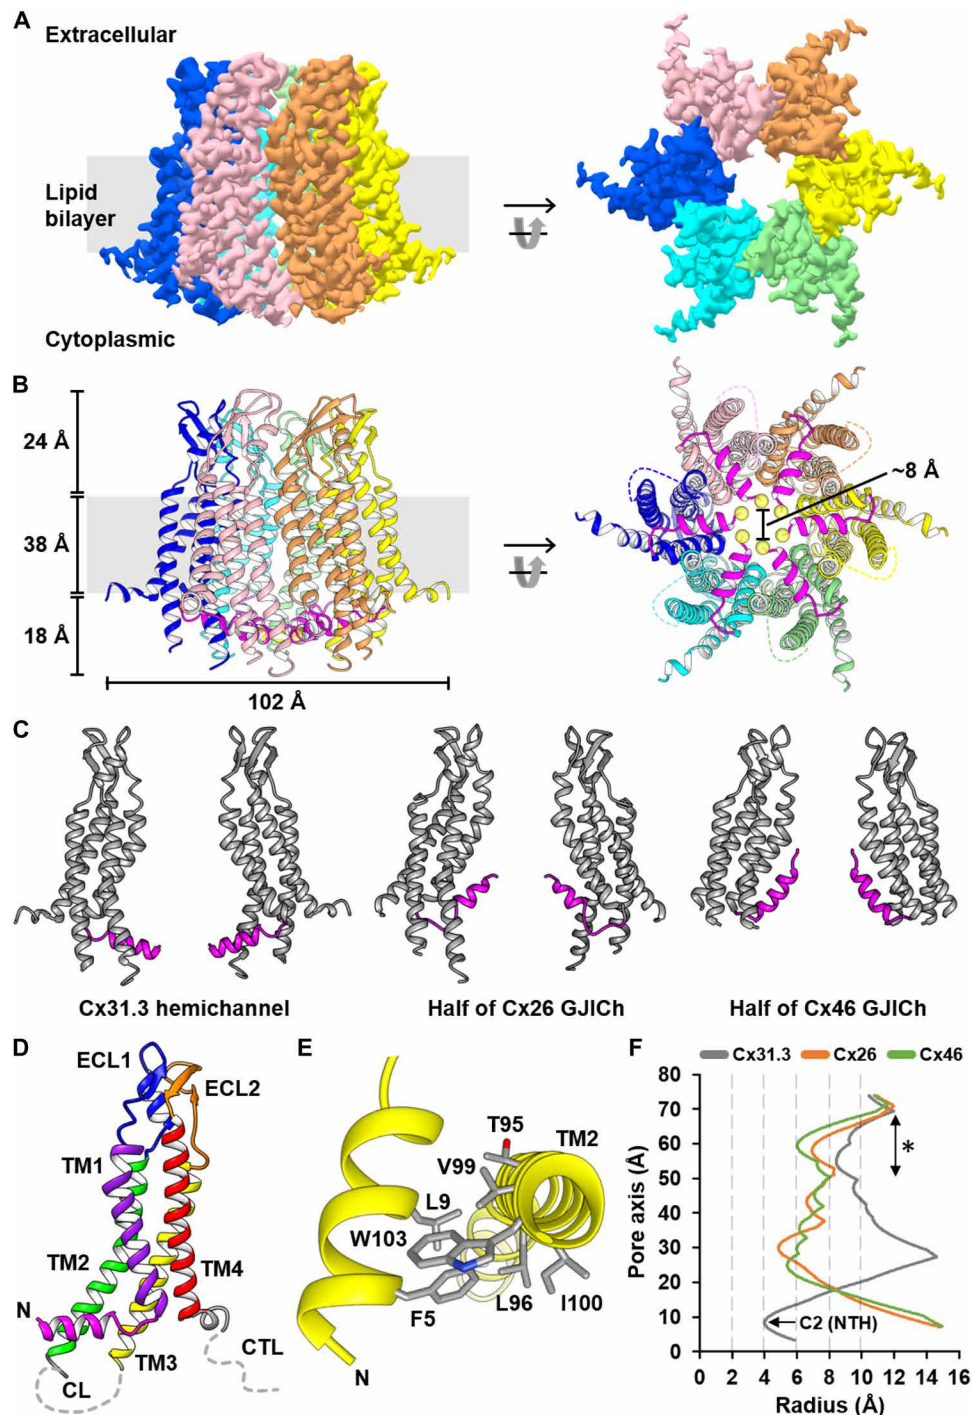 A
Extracellular
Lipid
bilayer
Cytoplasmic
B
24 Å
38 Å
18 Å
102 Å
~8 Å
C
Cx31.3 hemichannel
Half of Cx26 GJICh
Half of Cx46 GJICh
D
ECL1
ECL2
TM1
TM2
TM4
N
TM3
CTL
CL
E
T95
TM2
V99
L9
W103
L96
I100
F5
N
F
Cx31.3
Cx26
Cx46
Pore axis (Å)
80
70
60
50
40
30
20
10
0
*
C2 (NTH)
0 2 4 6 8 10 12 14 16
Radius (Å)